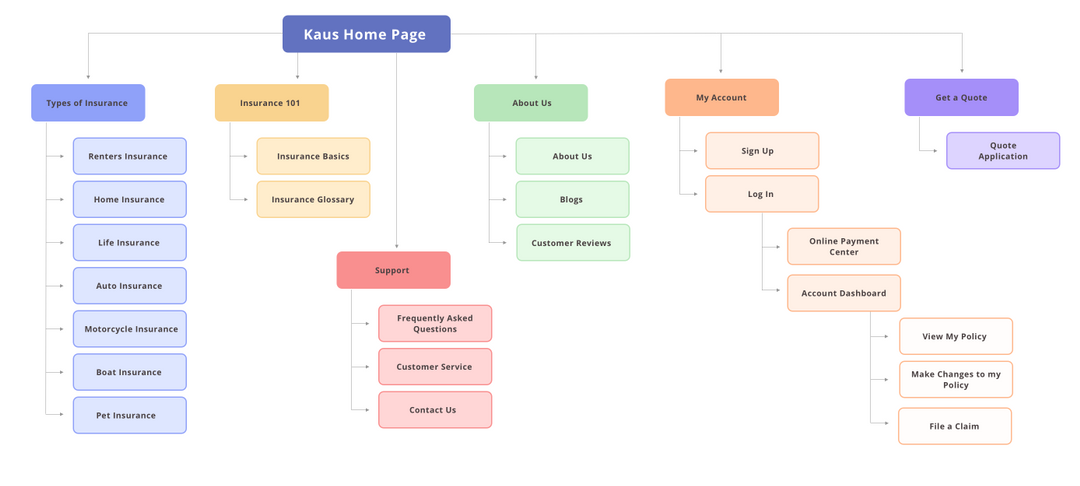 Kaus Home Page
Types of Insurance
Renters Insurance
Home Insurance
Life Insurance
Auto Insurance
Motorcycle Insurance
Boat Insurance
Pet Insurance
Insurance 101
Insurance Basics
Insurance Glossary
Support
Frequently Asked
Questions
Customer Service
Contact Us
About Us
About Us
Blogs
Customer Reviews
My Account
Sign Up
Log In
Online Payment
Center
Account Dashboard
View My Policy
Make Changes to my
Policy
File a Claim
Get a Quote
Quote
Application